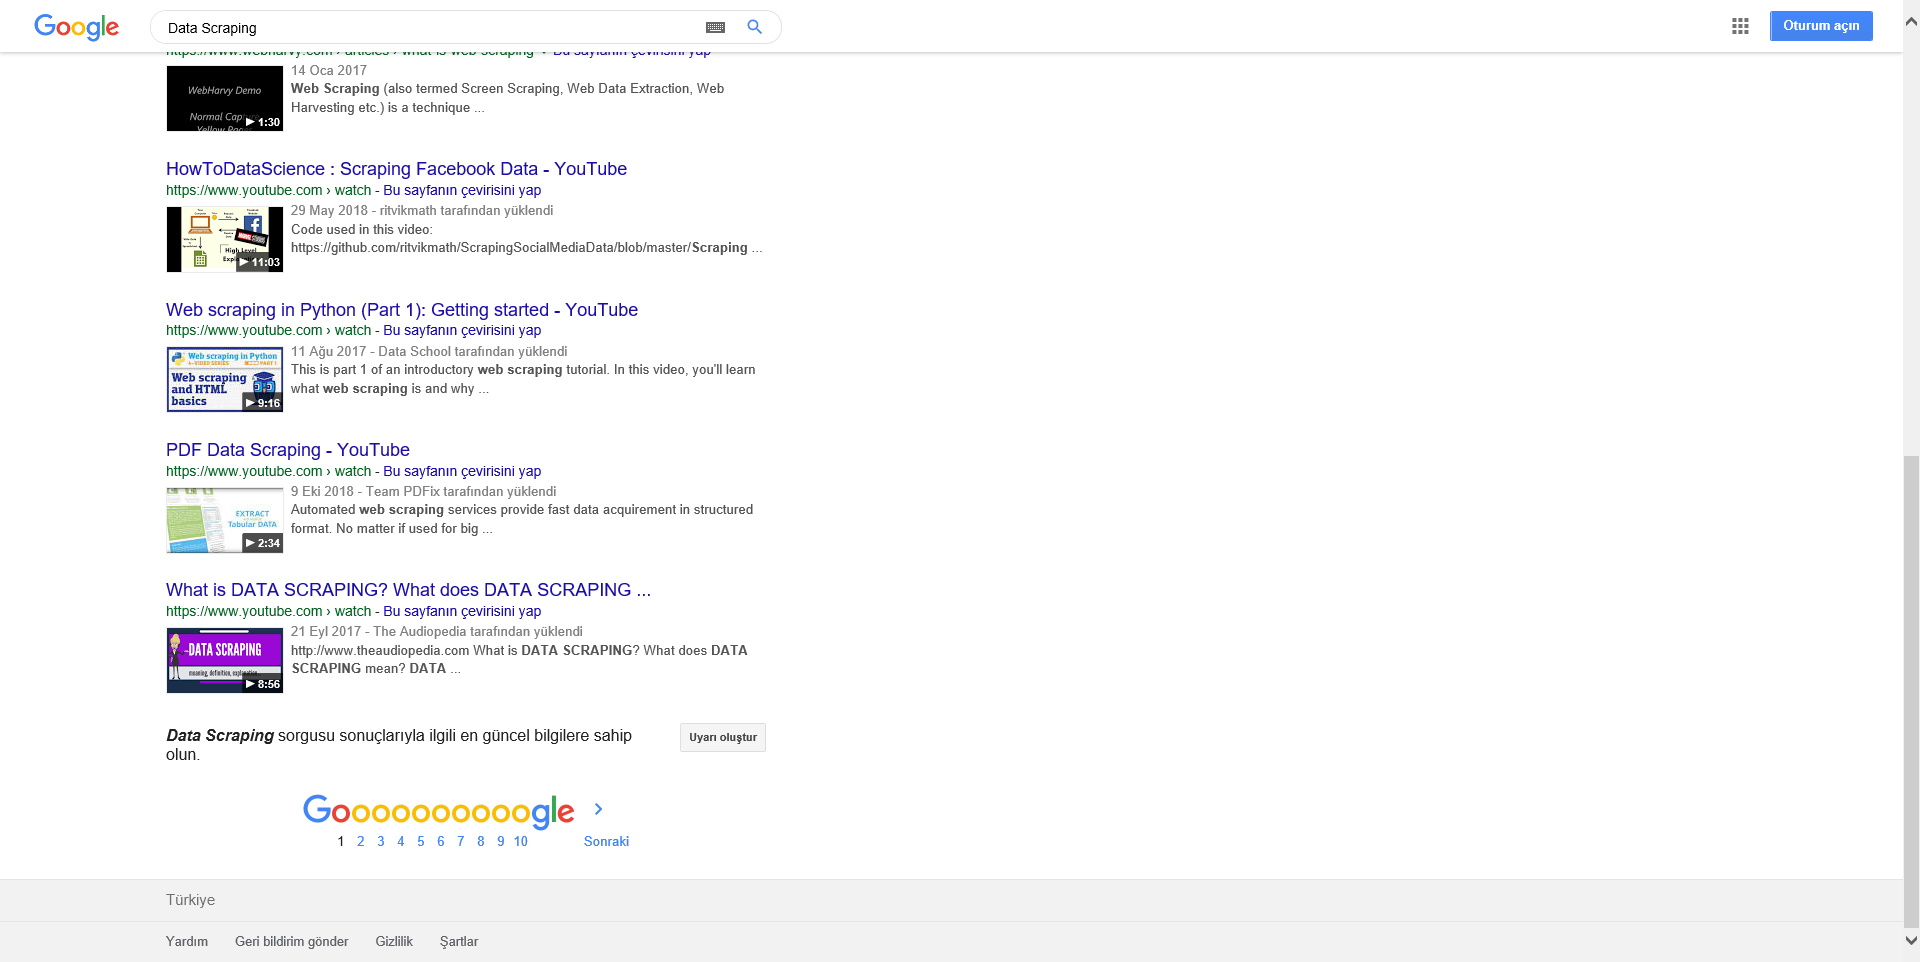 Google
Data Scraping
Oturum açın
https://www.webharvy.com › articles › what-is-web-scraping Bu sayfanın çevirisini yap
WebHarvy Demo
Normal Capture
Yellow Pages
1:30
14 Oca 2017
Web Scraping (also termed Screen Scraping, Web Data Extraction, Web
Harvesting etc.) is a technique ...
HowToDataScience : Scraping Facebook Data - YouTube
https://www.youtube.com › watch - Bu sayfanın çevirisini yap
High Level
11:03
29 May 2018 - ritvikmath tarafından yüklendi
Code used in this video:
https://github.com/ritvikmath/ScrapingSocialMediaData/blob/master/Scraping ...
Web scraping in Python (Part 1): Getting started - YouTube
https://www.youtube.com › watch - Bu sayfanın çevirisini yap
Web scraping in Python
4-VIDEO SERIES PART 1
Web scraping
and HTML
basics
9:16
11 Ağu 2017 - Data School tarafından yüklendi
This is part 1 of an introductory web scraping tutorial. In this video, you'll learn
what web scraping is and why ...
PDF Data Scraping - YouTube
https://www.youtube.com › watch - Bu sayfanın çevirisini yap
EXTRACT
Tabular DATA
2:34
9 Eki 2018 - Team PDFix tarafından yüklendi
Automated web scraping services provide fast data acquirement in structured
format. No matter if used for big ...
What is DATA SCRAPING? What does DATA SCRAPING ...
https://www.youtube.com › watch - Bu sayfanın çevirisini yap
DATA SCRAPING
meaning, definition, explanation
8:56
21 Eyl 2017 - The Audiopedia tarafından yüklendi
http://www.theaudiopedia.com What is DATA SCRAPING? What does DATA
SCRAPING mean? DATA ...
Data Scraping sorgusu sonuçlarıyla ilgili en güncel bilgilere sahip
olun.
Uyarı oluştur
Goooooooooogle
1 2 3 4 5 6 7 8 9 10 Sonraki
Türkiye
Yardım Geri bildirim gönder Gizlilik Şartlar